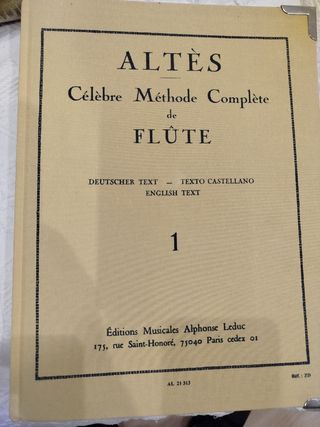 ALTÈS
Célèbre Méthode Complète
de
FLÛTE
DEUTSCHER TEXT — TEXTO CASTELLANO
ENGLISH TEXT
1
Éditions Musicales Alphonse Leduc
175, rue Saint-Honoré, 75040 Paris cedex 01
AL 21 313